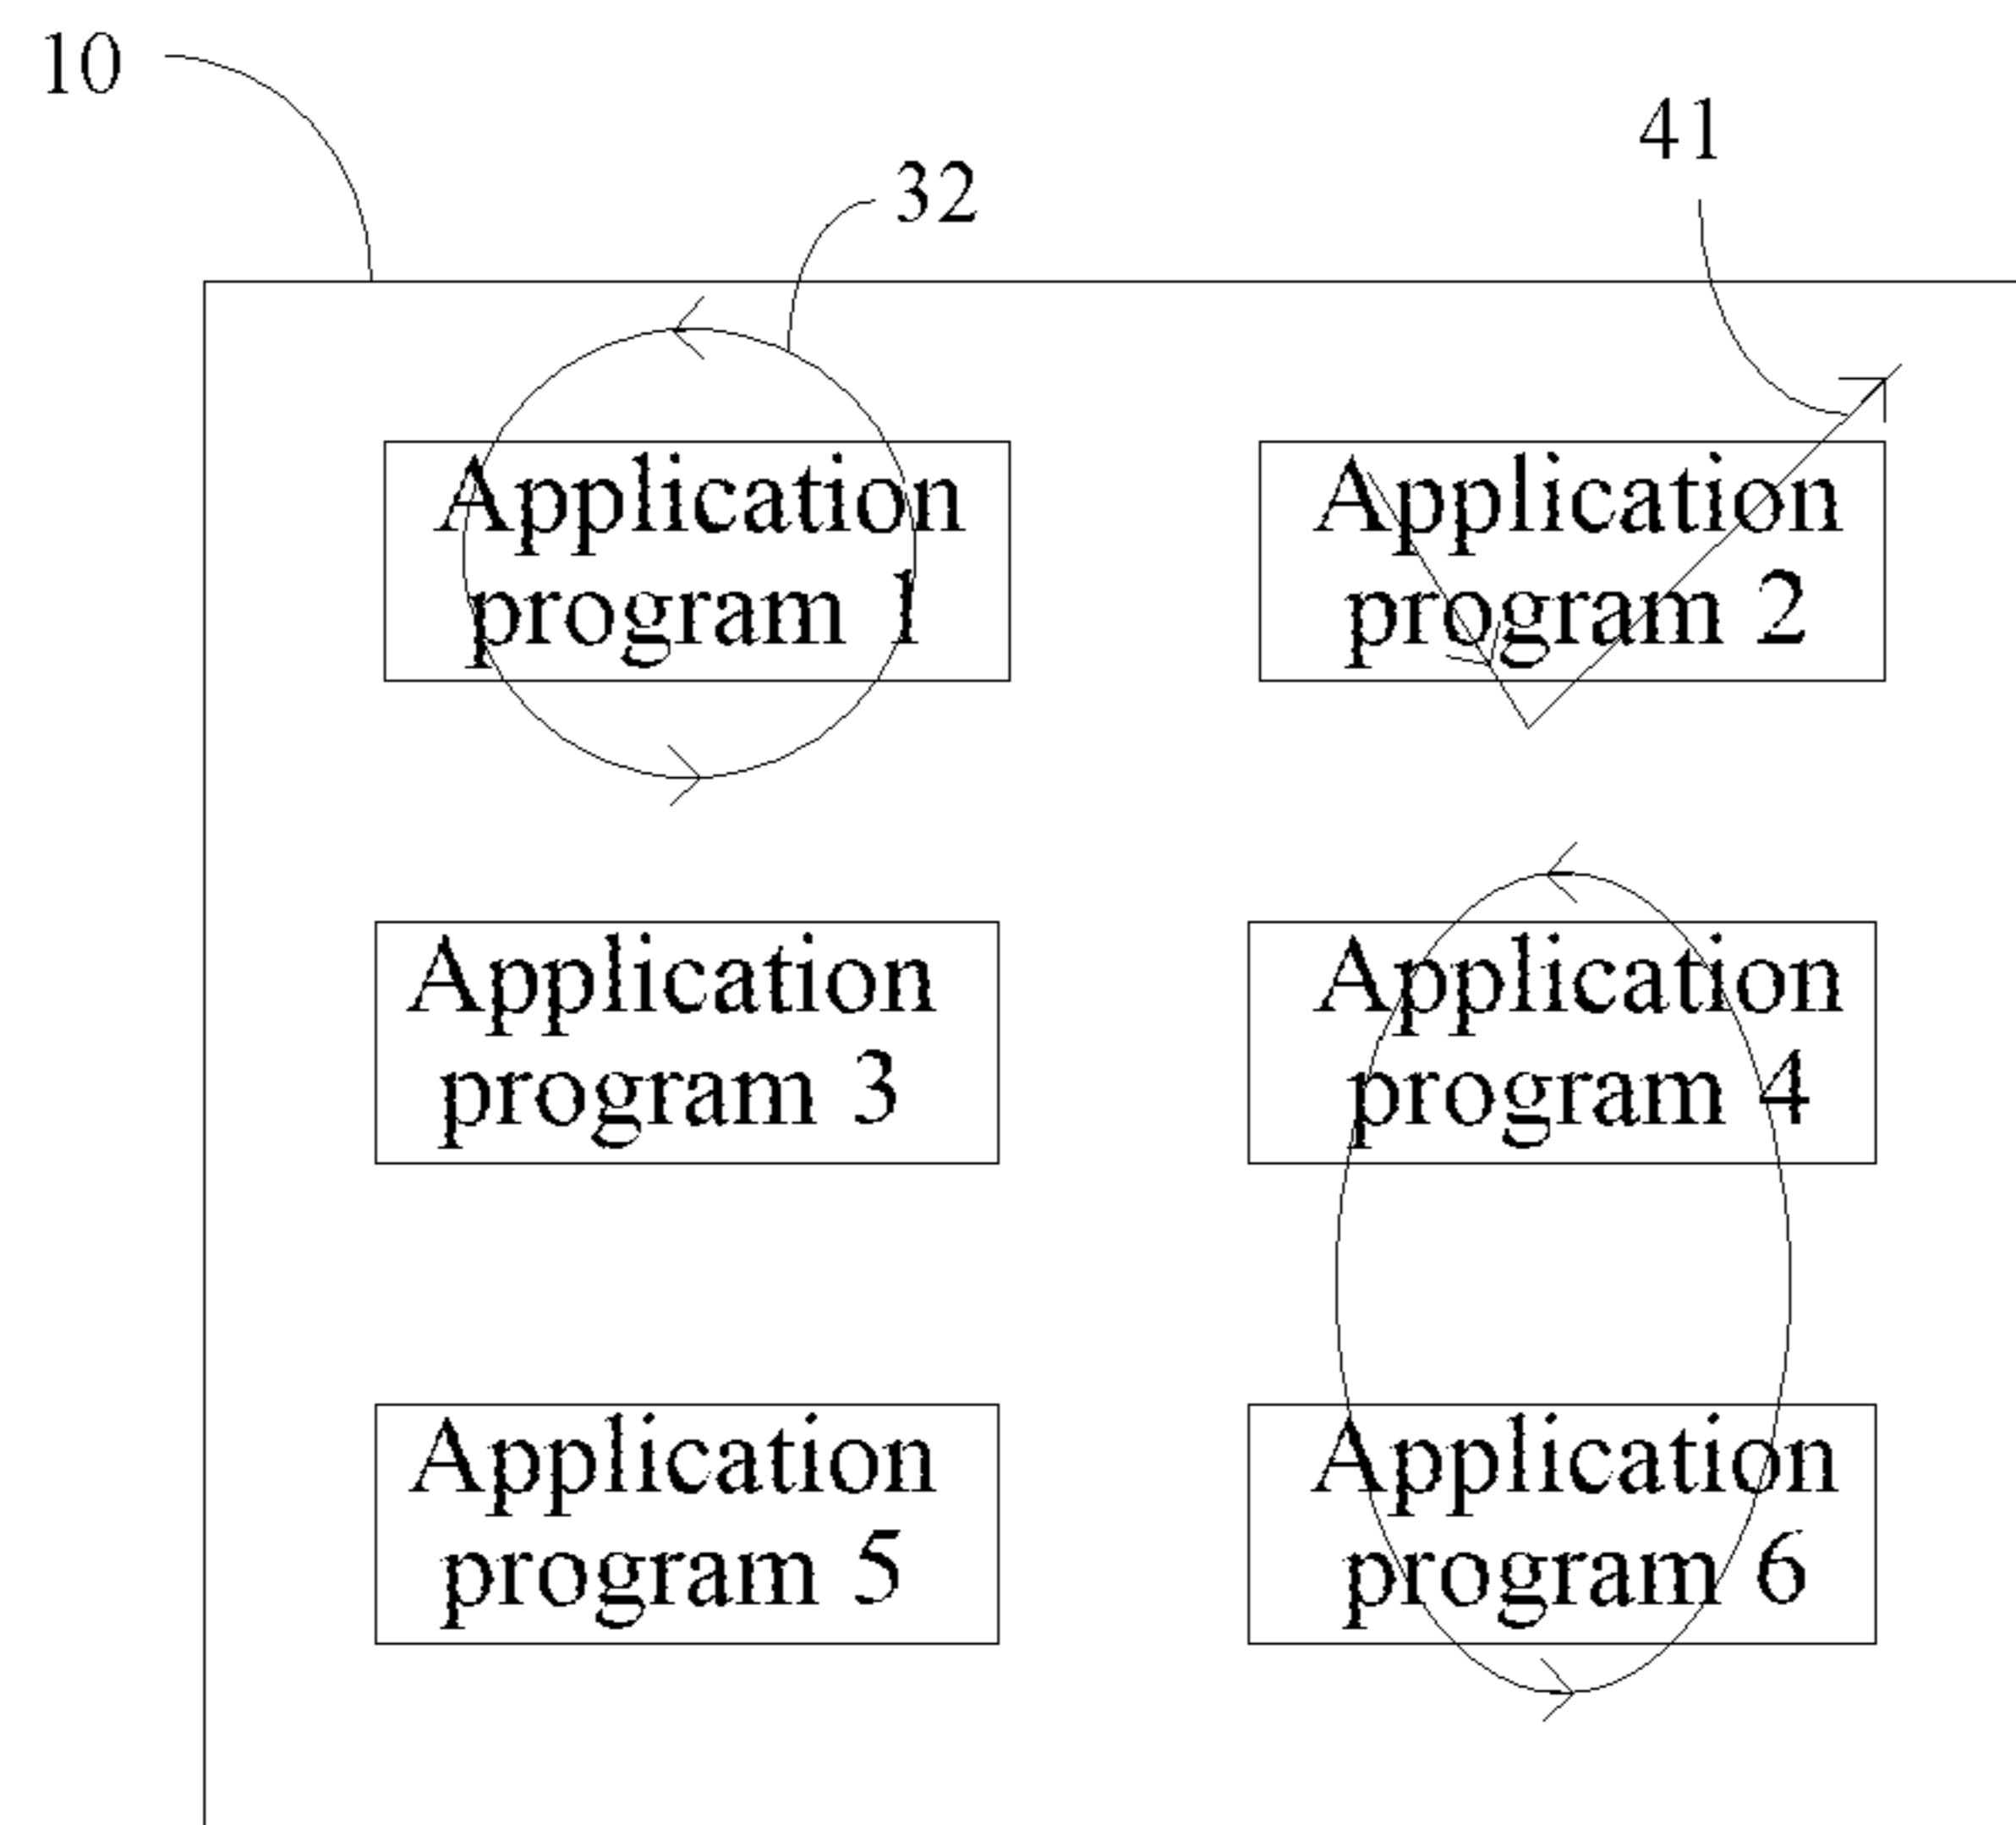 10
32
41
Application
program 1
Application
program 2
Application
program 3
Application
program 4
Application
program 5
Application
program 6